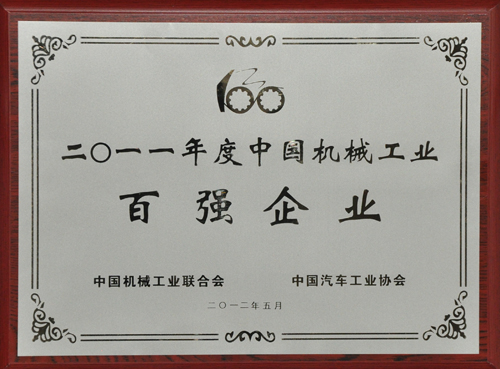 100
二〇一一年度中国机械工业
百强企业
中国机械工业联合会 中国汽车工业协会
二〇一二年五月